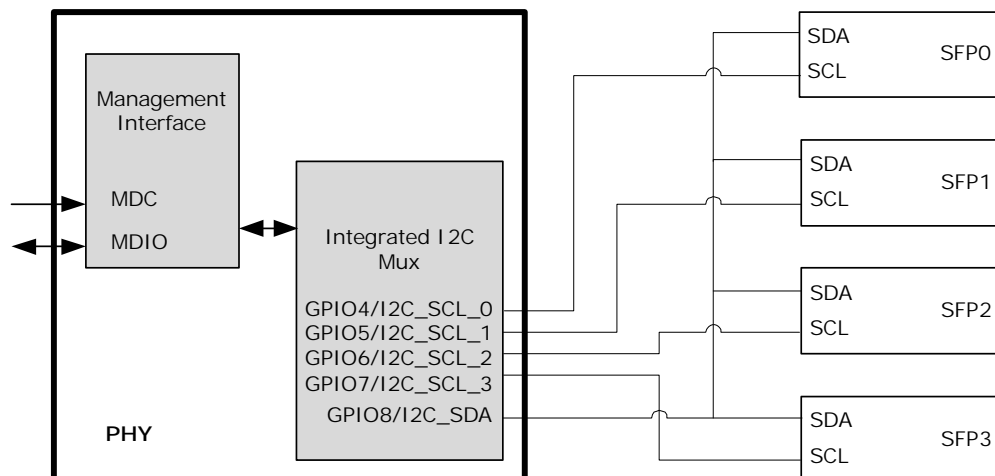 Management
Interface
MDC
MDIO
Integrated I2C
Mux
GPIO4/I2C_SCL_0
GPIO5/I2C_SCL_1
GPIO6/I2C_SCL_2
GPIO7/I2C_SCL_3
GPIO8/I2C_SDA
PHY
SDA
SCL
SFP0
SDA
SCL
SFP1
SDA
SCL
SFP2
SDA
SCL
SFP3